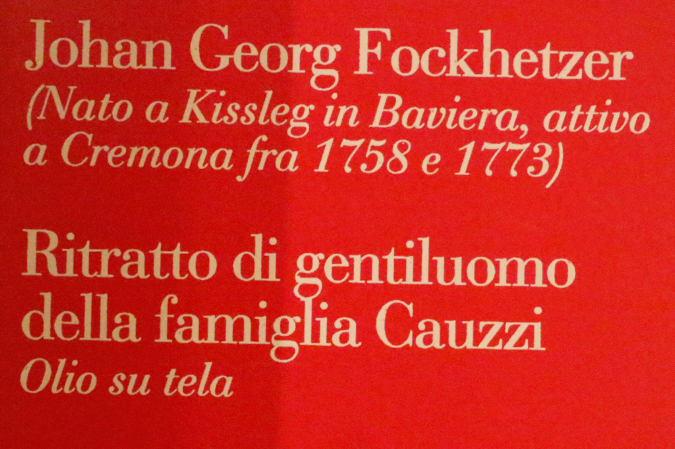 Johan Georg Fockhetzer
(Nato a Kissleg in Baviera, attivo
a Cremona fra 1758 e 1773)
Ritratto di gentiluomo
della famiglia Cauzzi
Olio su tela